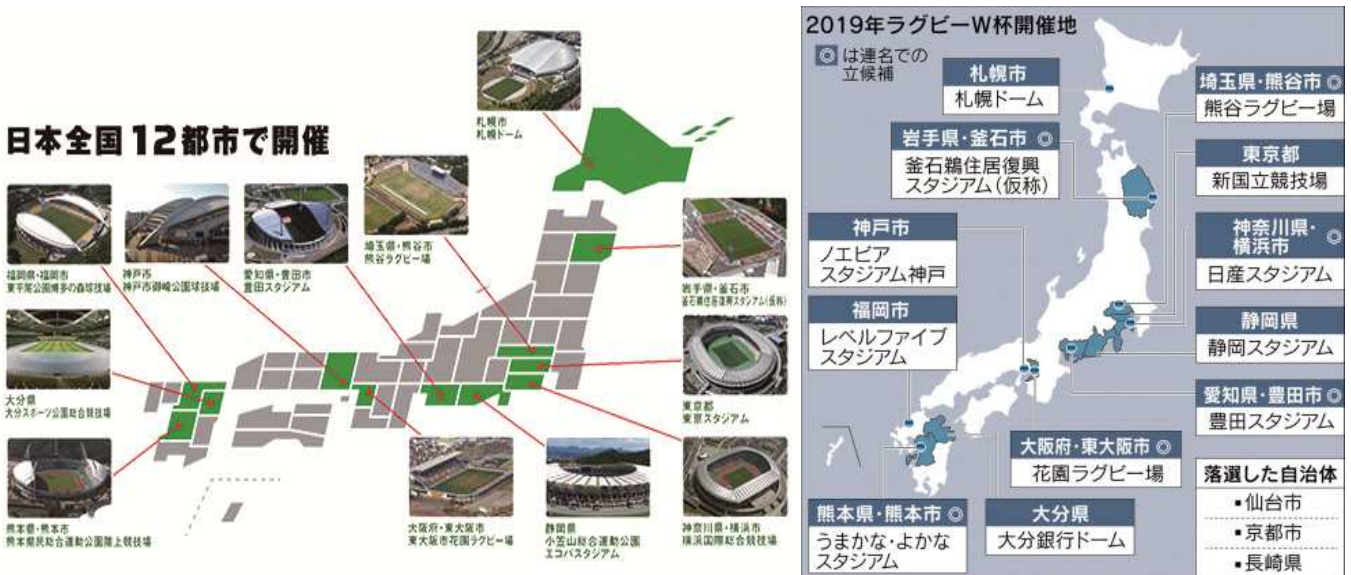 日本全国12都市で開催
札幌市
札幌ドーム
埼玉県・熊谷市
熊谷ラグビー場
福岡県・福岡市
東平尾公園博多の森球技場
神戸市
神戸市御崎公園球技場
愛知県・豊田市
豊田スタジアム
岩手県・釜石市
釜石鵜住居復興スタジアム(仮称)
大分県
大分スポーツ公園総合競技場
東京都
東京スタジアム
熊本県・熊本市
熊本県民総合運動公園陸上競技場
大阪府・東大阪市
東大阪市花園ラグビー場
静岡県
小笠山総合運動公園
エコパスタジアム
神奈川県・横浜市
横浜国際総合競技場
2019年ラグビーW杯開催地
◎は連名での
立候補
札幌市
札幌ドーム
埼玉県・熊谷市◎
熊谷ラグビー場
岩手県・釜石市◎
釜石鵜住居復興
スタジアム(仮称)
東京都
新国立競技場
神戸市
ノエビア
スタジアム神戸
神奈川県・
横浜市◎
日産スタジアム
福岡市
レベルファイブ
スタジアム
静岡県
静岡スタジアム
愛知県・豊田市◎
豊田スタジアム
大阪府・東大阪市◎
花園ラグビー場
熊本県・熊本市◎
うまかな・よかな
スタジアム
大分県
大分銀行ドーム
落選した自治体
▪仙台市
▪京都市
▪長崎県